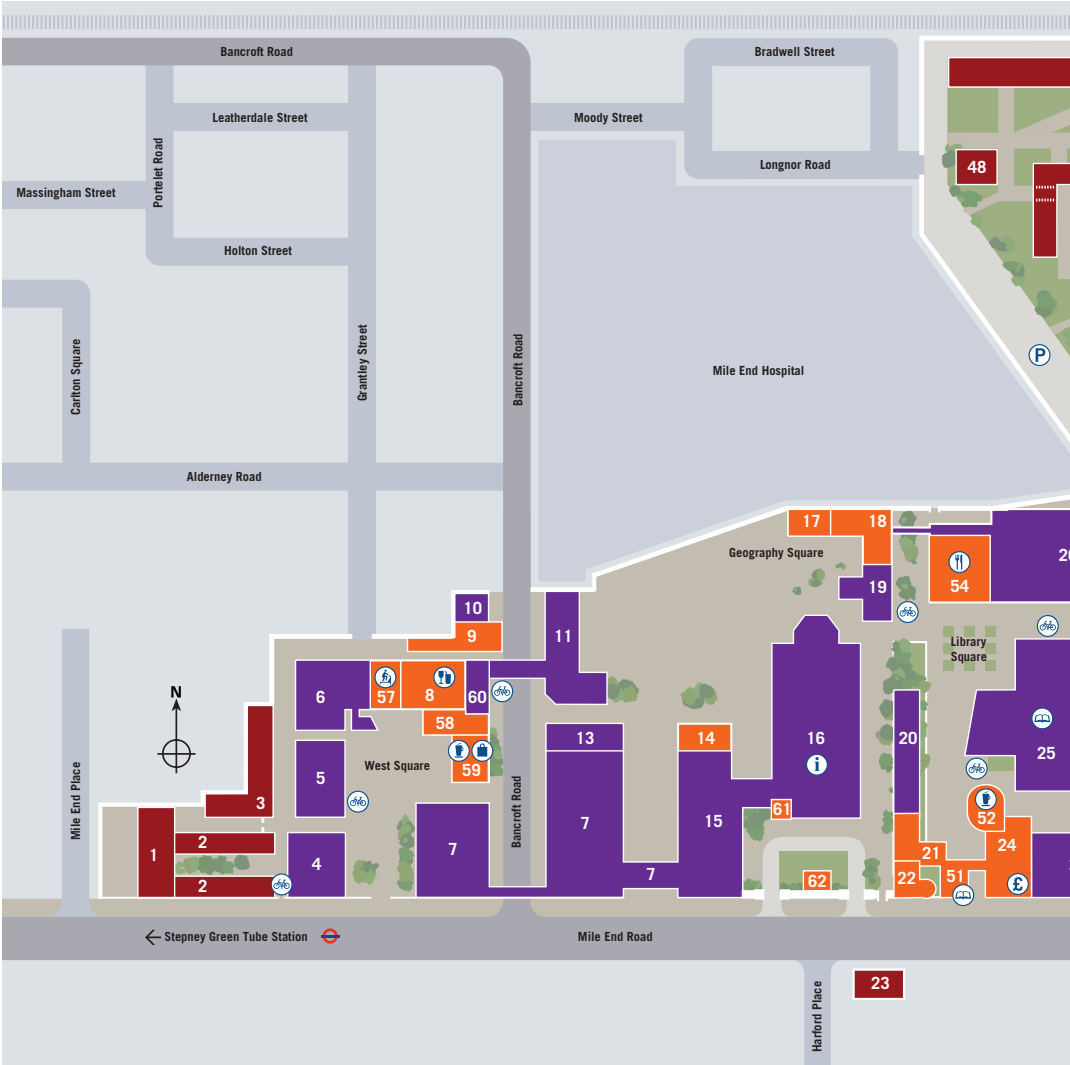 Bancroft Road
Bradwell Street
Leatherdale Street
Moody Street
Portelet Road
Longnor Road
48
Massingham Street
Holton Street
Carlton Square
Grantley Street
Bancroft Road
P
Mile End Hospital
Alderney Road
17
18
Geography Square
54
19
10
9
11
Library
Square
6
57
8
60
N
58
13
14
16
20
25
West Square
59
5
i
Mile End Place
3
Bancroft Road
61
52
15
7
7
1
2
4
24
21
7
2
22
51
62
£
Stepney Green Tube Station
Mile End Road
23
Harford Place